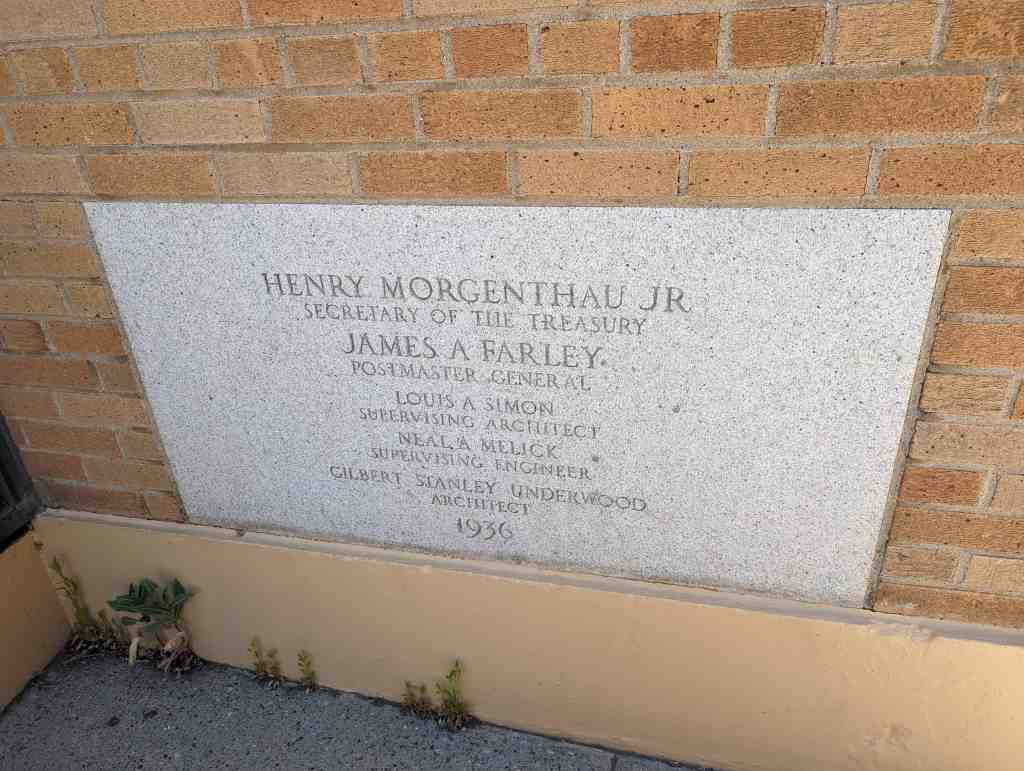 HENRY MORGENTHAU JR
SECRETARY OF THE TREASURY
JAMES A FARLEY
POSTMASTER GENERAL
LOUIS A SIMON
SUPERVISING ARCHITECT
NEAL A MELICK
SUPERVISING ENGINEER
GILBERT STANLEY UNDERWOOD
ARCHITECT
1936